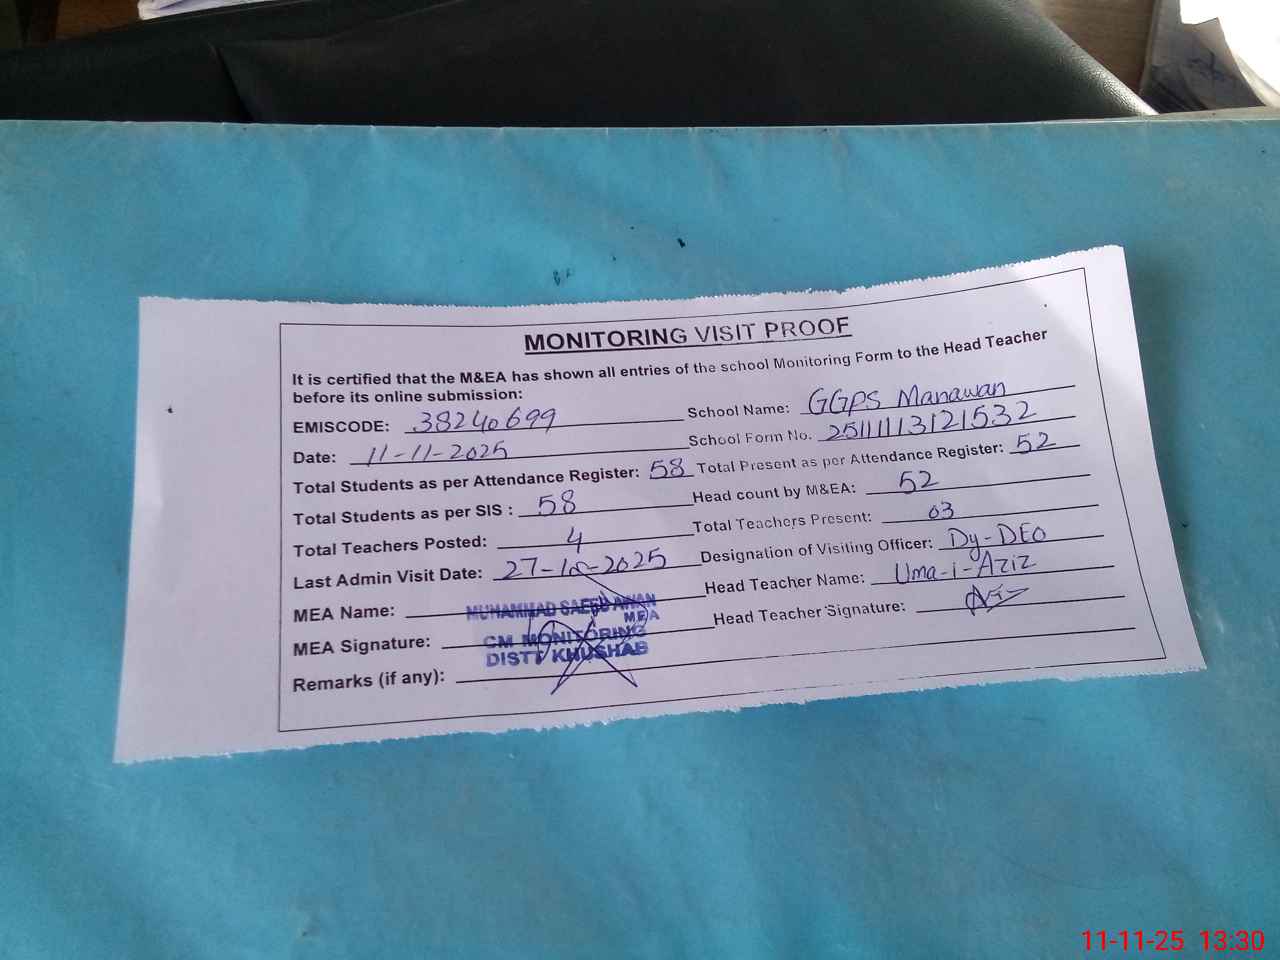 MONITORING VISIT PROOF
It is certified that the M&EA has shown all entries of the school Monitoring Form to the Head Teacher
before its online submission:
EMISCODE: 38240699 School Name: GGPS Manawan
Date: 11-11-2025 School Form No. 2511113121532
Total Students as per Attendance Register: 58 Total Present as per Attendance Register: 52
Total Students as per SIS : 58 Head count by M&EA: 52
Total Teachers Posted: 4 Total Teachers Present: 03
Last Admin Visit Date: 27-10-2025 Designation of Visiting Officer: Dy-DEO
MEA Name: MUHAMMAD SAEED AWAN Head Teacher Name: Uma-i-Aziz
MEA
MEA Signature: CM MONITORING Head Teacher Signature:
DISTT KHUSHAB
Remarks (if any):
11-11-25 13:30